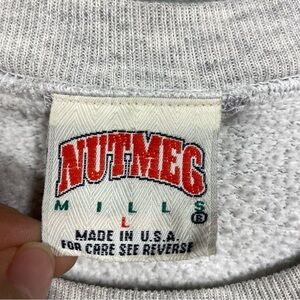 NUTMEG
MILLS®
L
MADE IN U.S.A.
FOR CARE SEE REVERSE